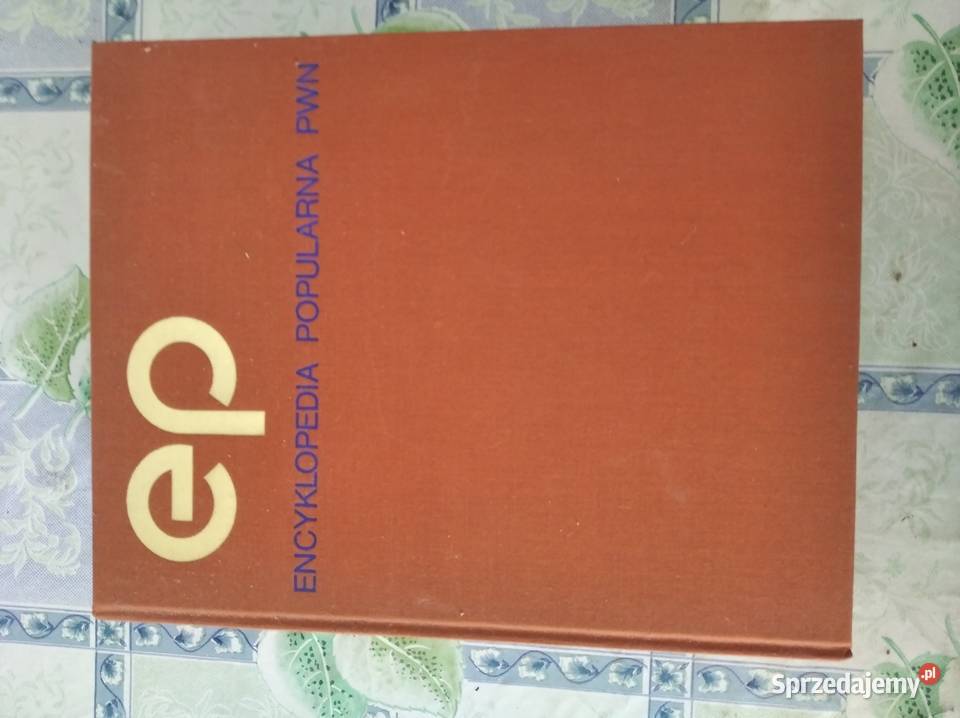 ep
ENCYKLOPEDIA POPULARNA PWN
Sprzedajemy.pl